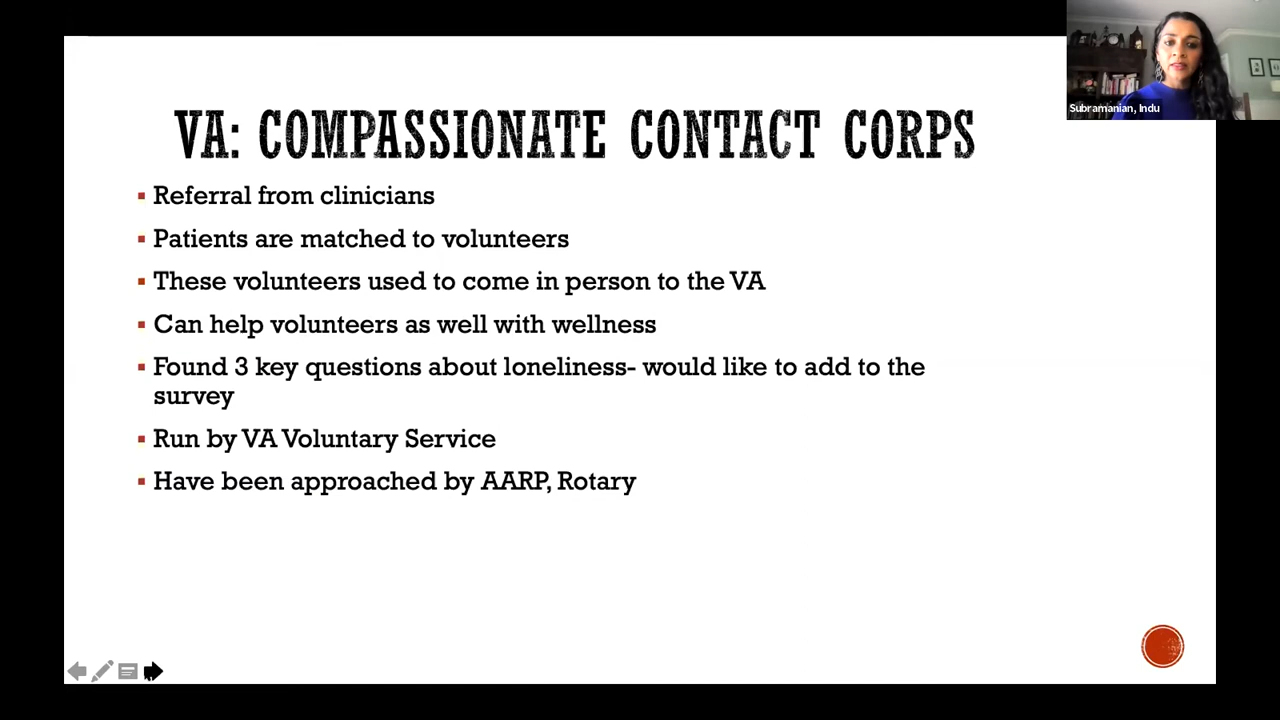 Subramanian, Indu
VA: COMPASSIONATE CONTACT CORPS
Referral from clinicians
Patients are matched to volunteers
These volunteers used to come in person to the VA
Can help volunteers as well with wellness
Found 3 key questions about loneliness- would like to add to the
survey
Run by VA Voluntary Service
Have been approached by AARP, Rotary